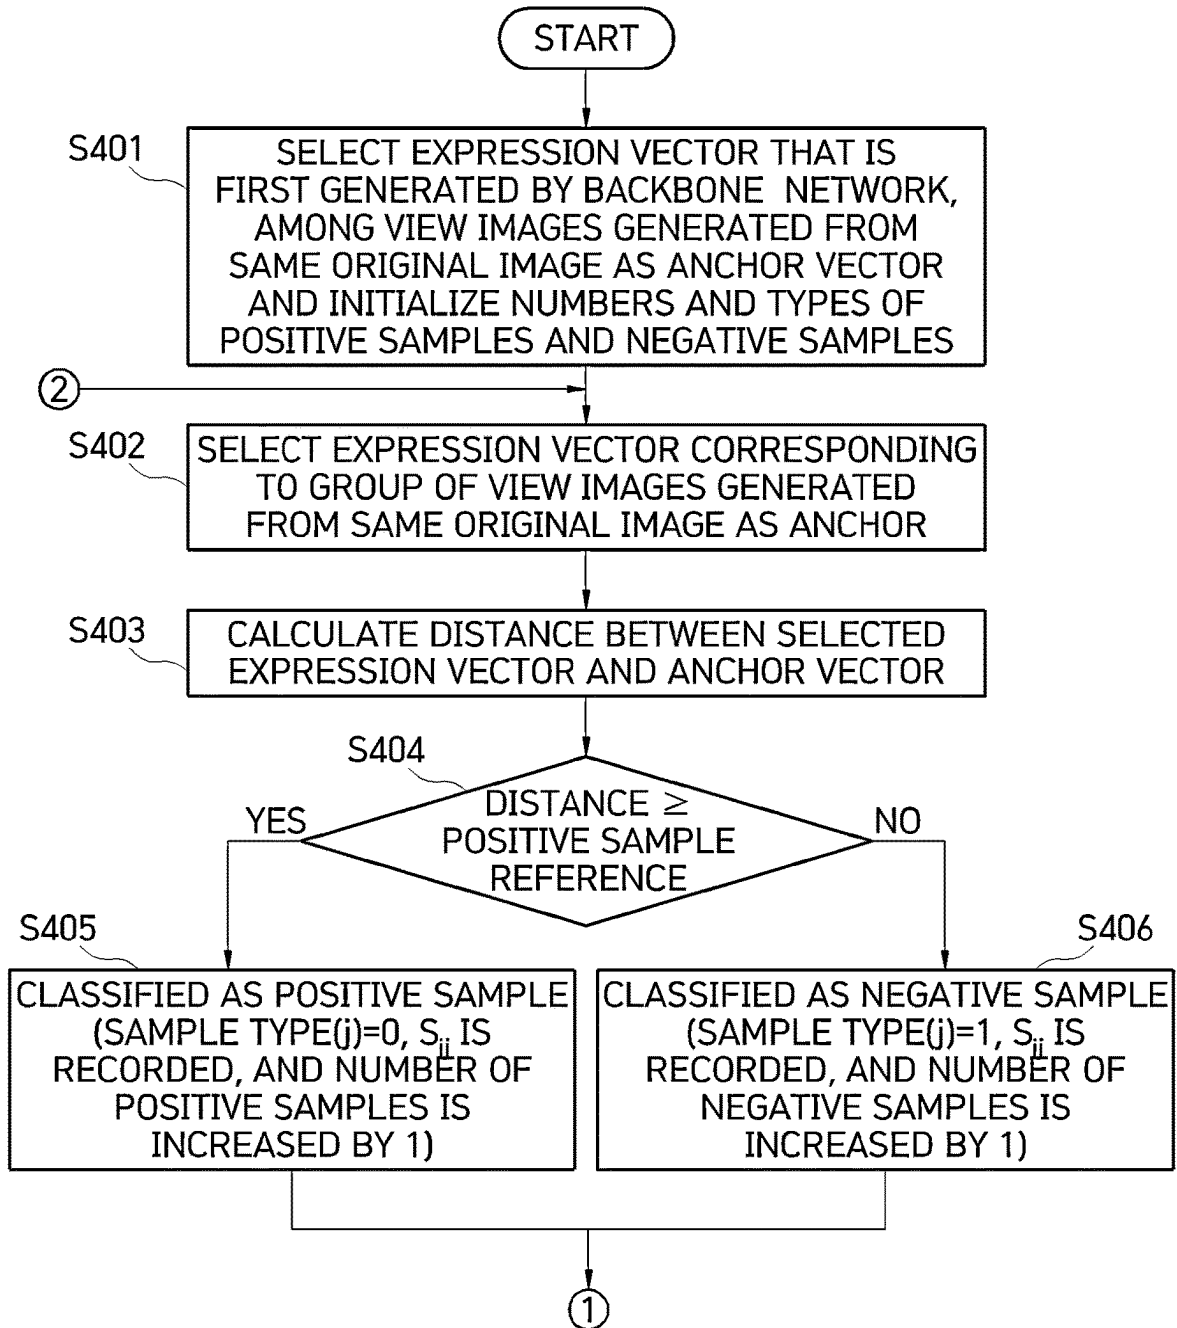 START
S401
SELECT EXPRESSION VECTOR THAT IS
FIRST GENERATED BY BACKBONE NETWORK,
AMONG VIEW IMAGES GENERATED FROM
SAME ORIGINAL IMAGE AS ANCHOR VECTOR
AND INITIALIZE NUMBERS AND TYPES OF
POSITIVE SAMPLES AND NEGATIVE SAMPLES
2
S402
SELECT EXPRESSION VECTOR CORRESPONDING
TO GROUP OF VIEW IMAGES GENERATED
FROM SAME ORIGINAL IMAGE AS ANCHOR
S403
CALCULATE DISTANCE BETWEEN SELECTED
EXPRESSION VECTOR AND ANCHOR VECTOR
S404
DISTANCE ≥
POSITIVE SAMPLE
REFERENCE
YES
NO
S405
CLASSIFIED AS POSITIVE SAMPLE
(SAMPLE TYPE(j)=0, Sij IS
RECORDED, AND NUMBER OF
POSITIVE SAMPLES IS
INCREASED BY 1)
S406
CLASSIFIED AS NEGATIVE SAMPLE
(SAMPLE TYPE(j)=1, Sij IS
RECORDED, AND NUMBER OF
NEGATIVE SAMPLES IS
INCREASED BY 1)
1